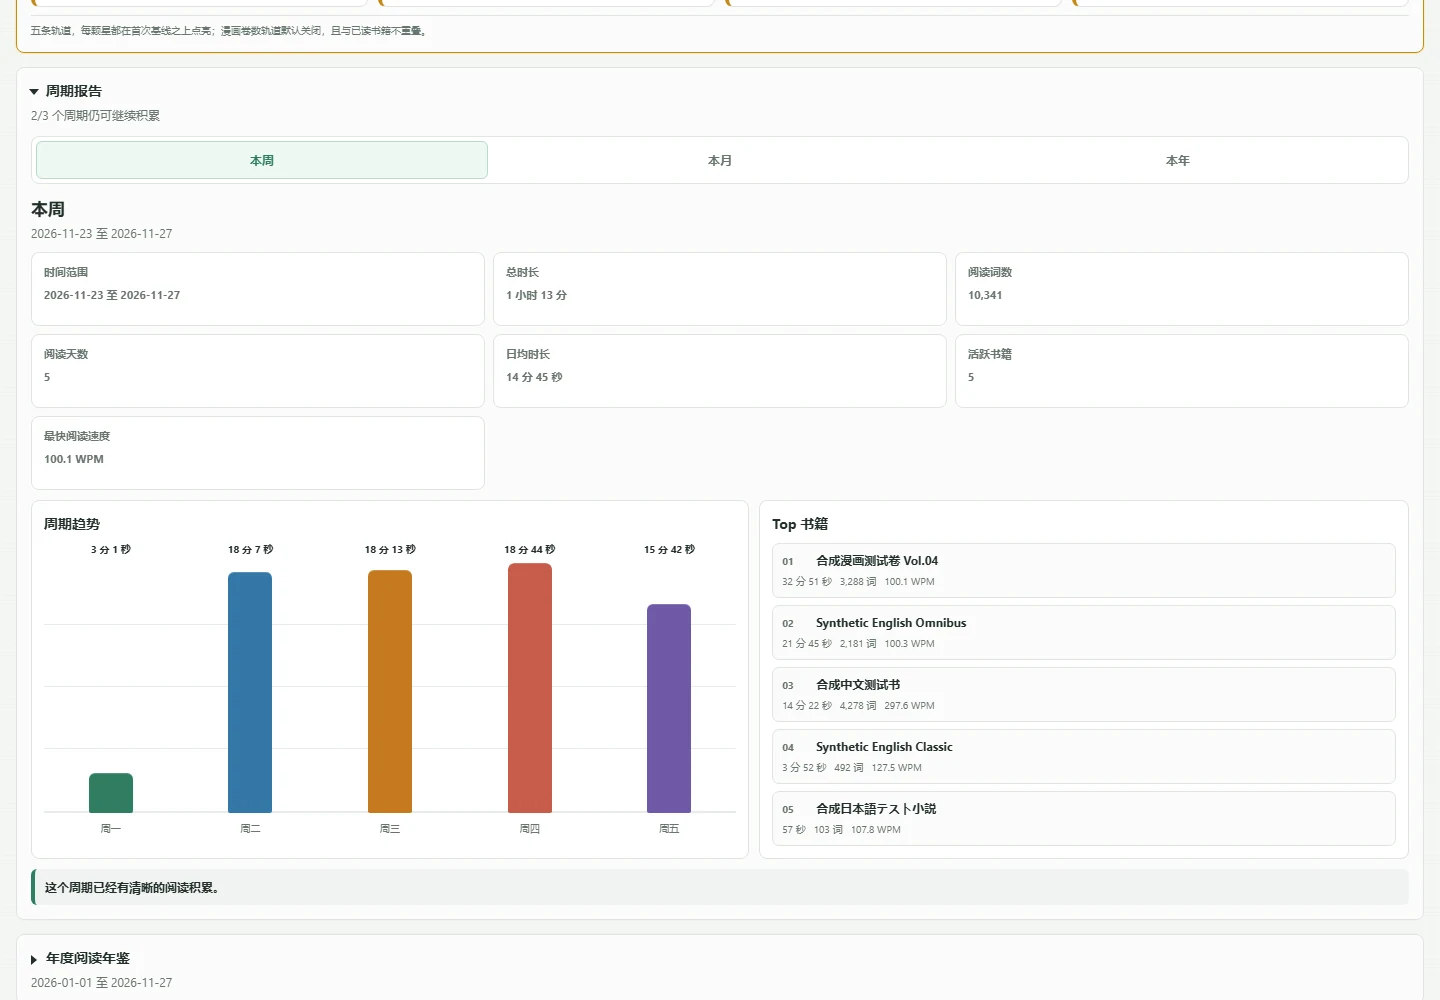 五条轨道，每颗星都在首次基线之上点亮；漫画卷数轨道默认关闭，且与已读书籍不重叠。
周期报告
2/3 个周期仍可继续积累
本周
本月
本年
本周
2026-11-23 至 2026-11-27
时间范围
2026-11-23 至 2026-11-27
总时长
1 小时 13 分
阅读词数
10,341
阅读天数
5
日均时长
14 分 45 秒
活跃书籍
5
最快阅读速度
100.1 WPM
周期趋势
3 分 1 秒
18 分 7 秒
18 分 13 秒
18 分 44 秒
15 分 42 秒
周一
周二
周三
周四
周五
Top 书籍
01 合成漫画测试卷 Vol.04
32 分 51 秒 3,288 词 100.1 WPM
02 Synthetic English Omnibus
21 分 45 秒 2,181 词 100.3 WPM
03 合成中文测试书
14 分 22 秒 4,278 词 297.6 WPM
04 Synthetic English Classic
3 分 52 秒 492 词 127.5 WPM
05 合成日本語テスト小説
57 秒 103 词 107.8 WPM
这个周期已经有清晰的阅读积累。
年度阅读年鉴
2026-01-01 至 2026-11-27